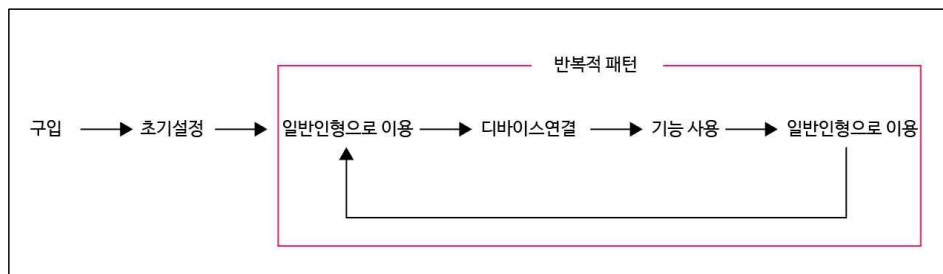 반복적 패턴
구입 초기설정 일반인형으로 이용 디바이스연결 기능 사용 일반인형으로 이용